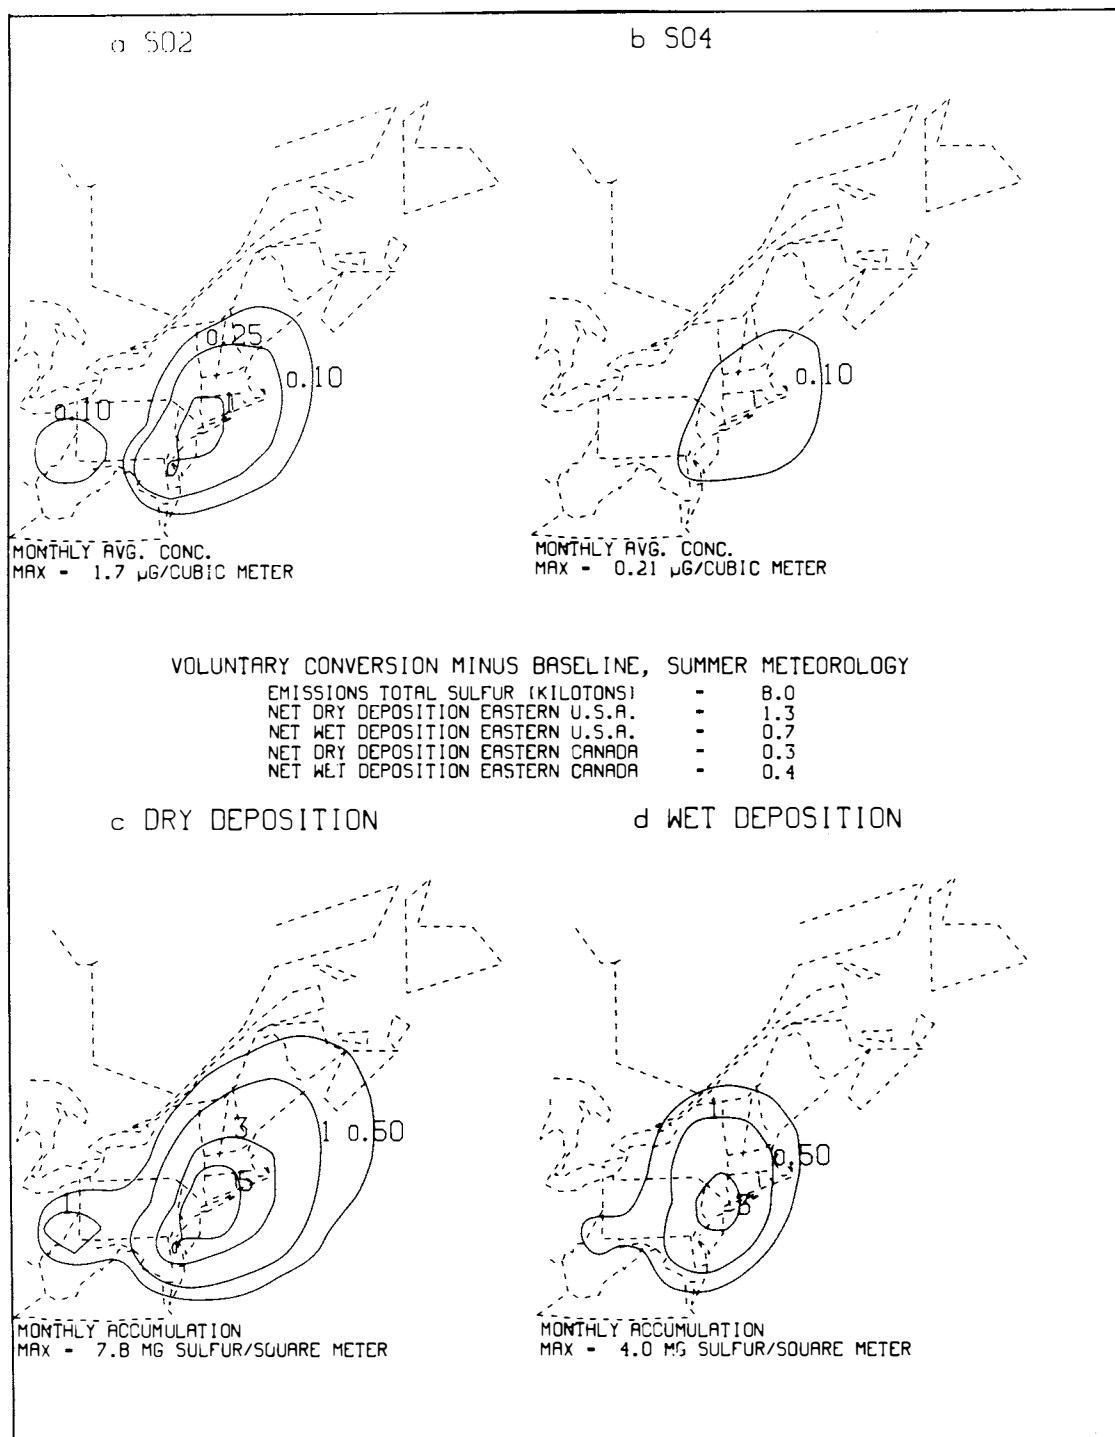 a SO2
b SO4
0.25
0.10
1
0.10
0.10
MONTHLY AVG. CONC.
MAX - 1.7 µG/CUBIC METER
MONTHLY AVG. CONC.
MAX - 0.21 µG/CUBIC METER
VOLUNTARY CONVERSION MINUS BASELINE, SUMMER METEOROLOGY
EMISSIONS TOTAL SULFUR (KILOTONS) - 8.0
NET DRY DEPOSITION EASTERN U.S.A. - 1.3
NET WET DEPOSITION EASTERN U.S.A. - 0.7
NET DRY DEPOSITION EASTERN CANADA - 0.3
NET WET DEPOSITION EASTERN CANADA - 0.4
c DRY DEPOSITION
d WET DEPOSITION
3
1
0.50
5
1
1
0.50
3
MONTHLY ACCUMULATION
MAX - 7.8 MG SULFUR/SQUARE METER
MONTHLY ACCUMULATION
MAX - 4.0 MG SULFUR/SQUARE METER